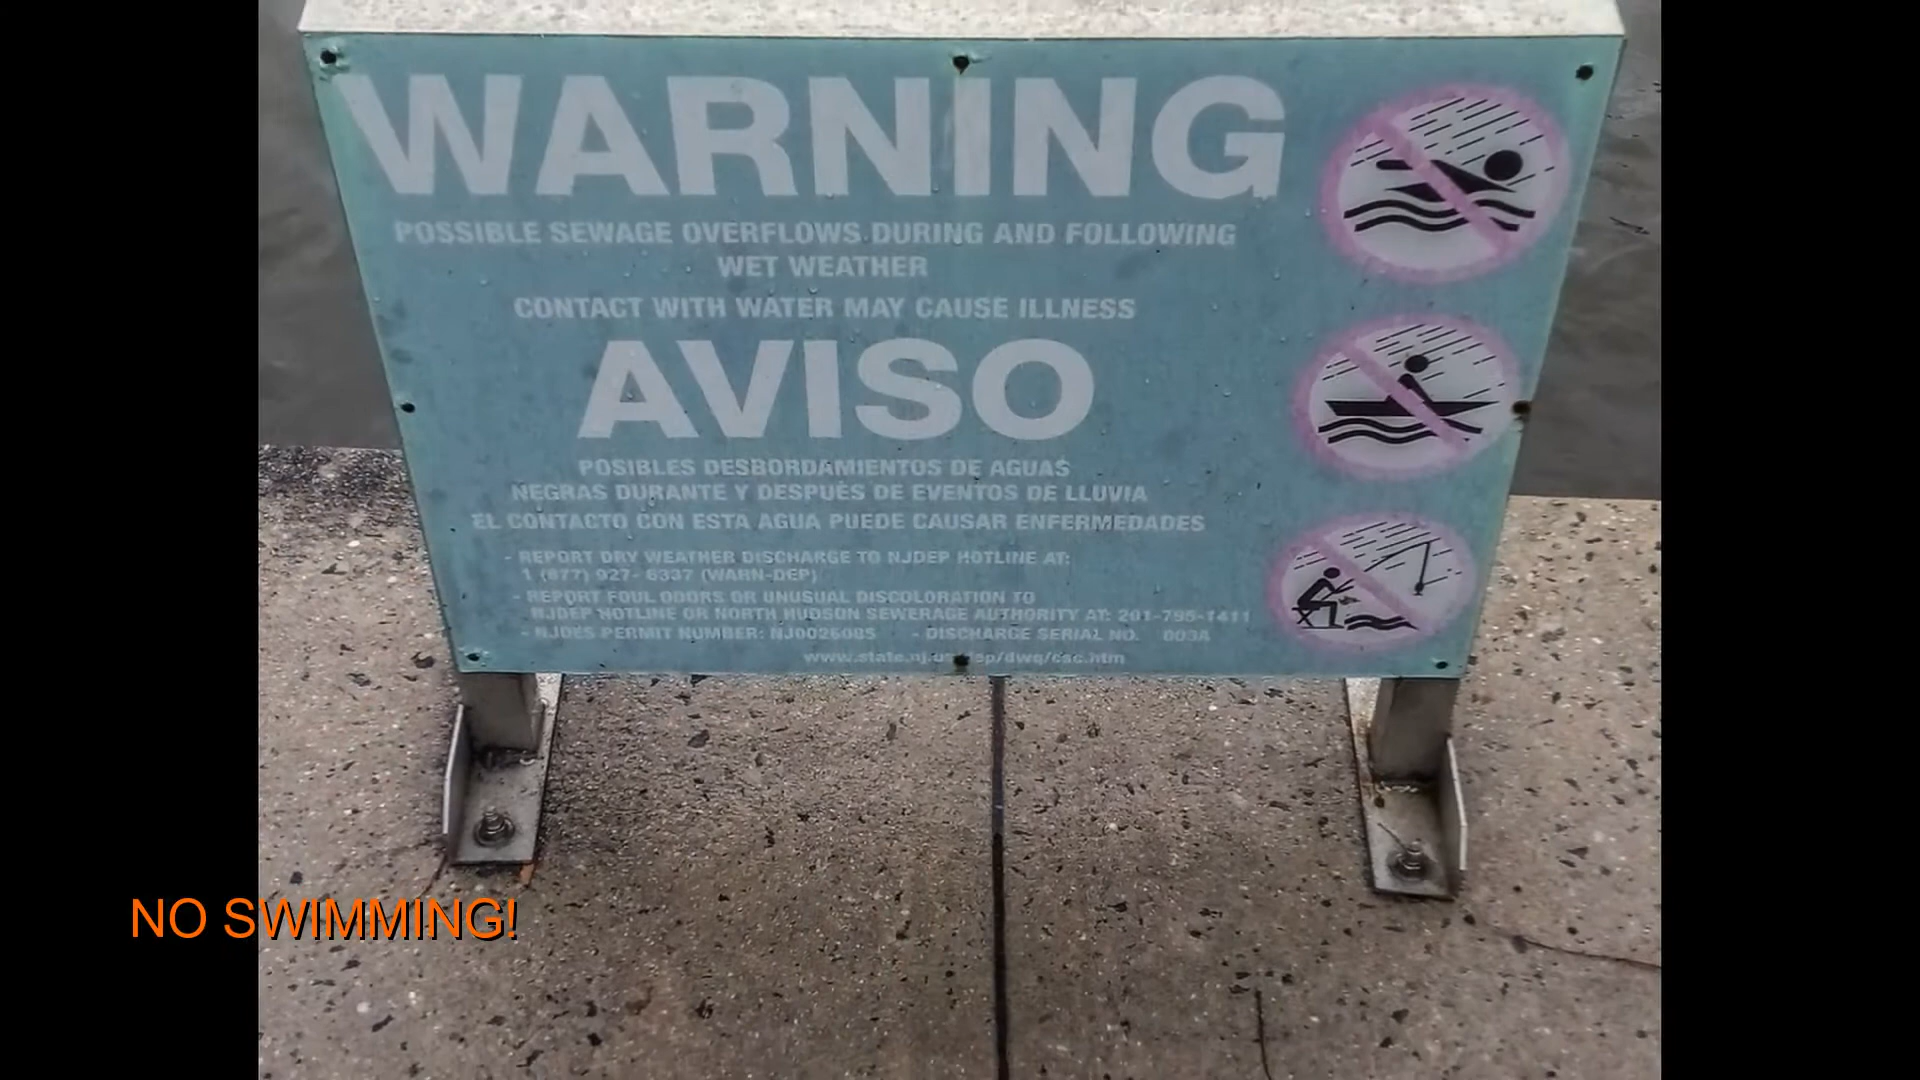 WARNING
POSSIBLE SEWAGE OVERFLOWS DURING AND FOLLOWING
WET WEATHER
CONTACT WITH WATER MAY CAUSE ILLNESS
AVISO
POSIBLES DESBORDAMIENTOS DE AGUAS
NEGRAS DURANTE Y DESPUÉS DE EVENTOS DE LLUVIA
EL CONTACTO CON ESTA AGUA PUEDE CAUSAR ENFERMEDADES
- REPORT DRY WEATHER DISCHARGE TO NJDEP HOTLINE AT:
1 (877) 927- 6337 (WARN-DEP)
- REPORT FOUL ODORS OR UNUSUAL DISCOLORATION TO
NJDEP HOTLINE OR NORTH HUDSON SEWERAGE AUTHORITY AT: 201-795-1411
- NJDES PERMIT NUMBER: NJ0026085 - DISCHARGE SERIAL NO. 003A
NO SWIMMING!